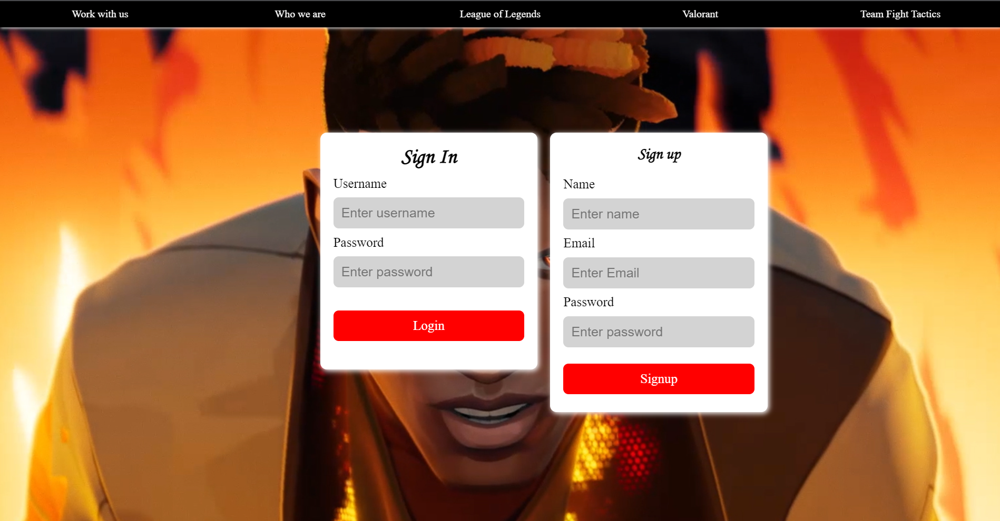 Work with us
Who we are
League of Legends
Valorant
Team Fight Tactics
Sign In
Username
Enter username
Password
Enter password
Login
Sign up
Name
Enter name
Email
Enter Email
Password
Enter password
Signup